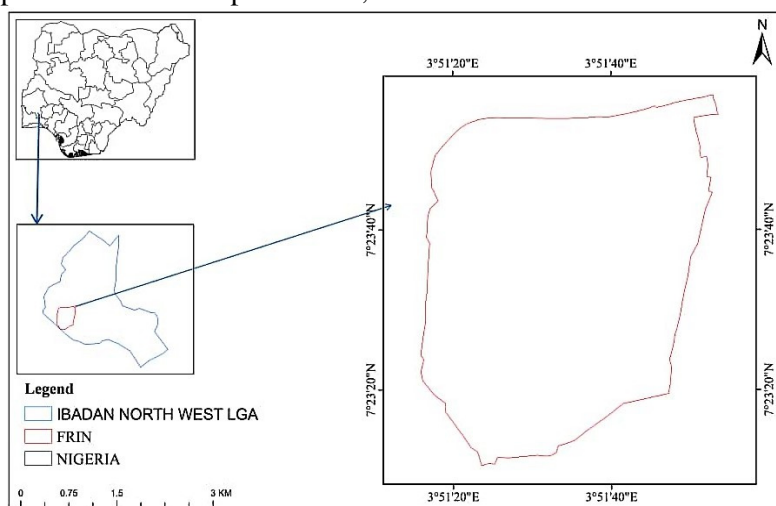 N
3°51'20"E 3°51'40"E
7°23'40"N 7°23'40"N
7°23'20"N 7°23'20"N
3°51'20"E 3°51'40"E
Legend
IBADAN NORTH WEST LGA
FRIN
NIGERIA
0 0.75 1.5 3 KM